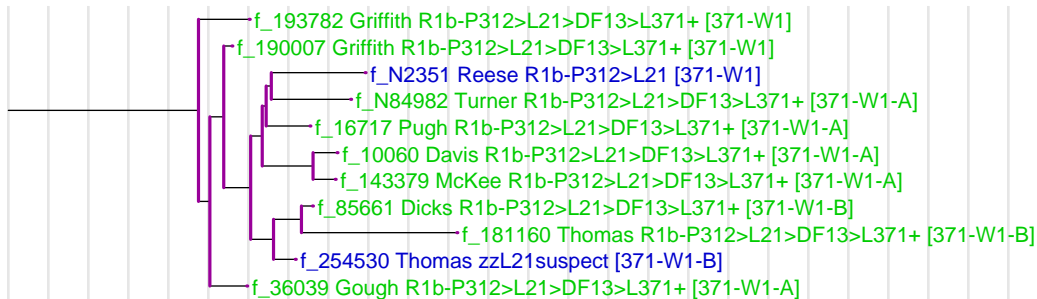 f_193782 Griffith R1b-P312>L21>DF13>L371+ [371-W1]
f_190007 Griffith R1b-P312>L21>DF13>L371+ [371-W1]
f_N2351 Reese R1b-P312>L21 [371-W1]
f_N84982 Turner R1b-P312>L21>DF13>L371+ [371-W1-A]
f_16717 Pugh R1b-P312>L21>DF13>L371+ [371-W1-A]
f_10060 Davis R1b-P312>L21>DF13>L371+ [371-W1-A]
f_143379 McKee R1b-P312>L21>DF13>L371+ [371-W1-A]
f_85661 Dicks R1b-P312>L21>DF13>L371+ [371-W1-B]
f_181160 Thomas R1b-P312>L21>DF13>L371+ [371-W1-B]
f_254530 Thomas zzL21suspect [371-W1-B]
f_36039 Gough R1b-P312>L21>DF13>L371+ [371-W1-A]